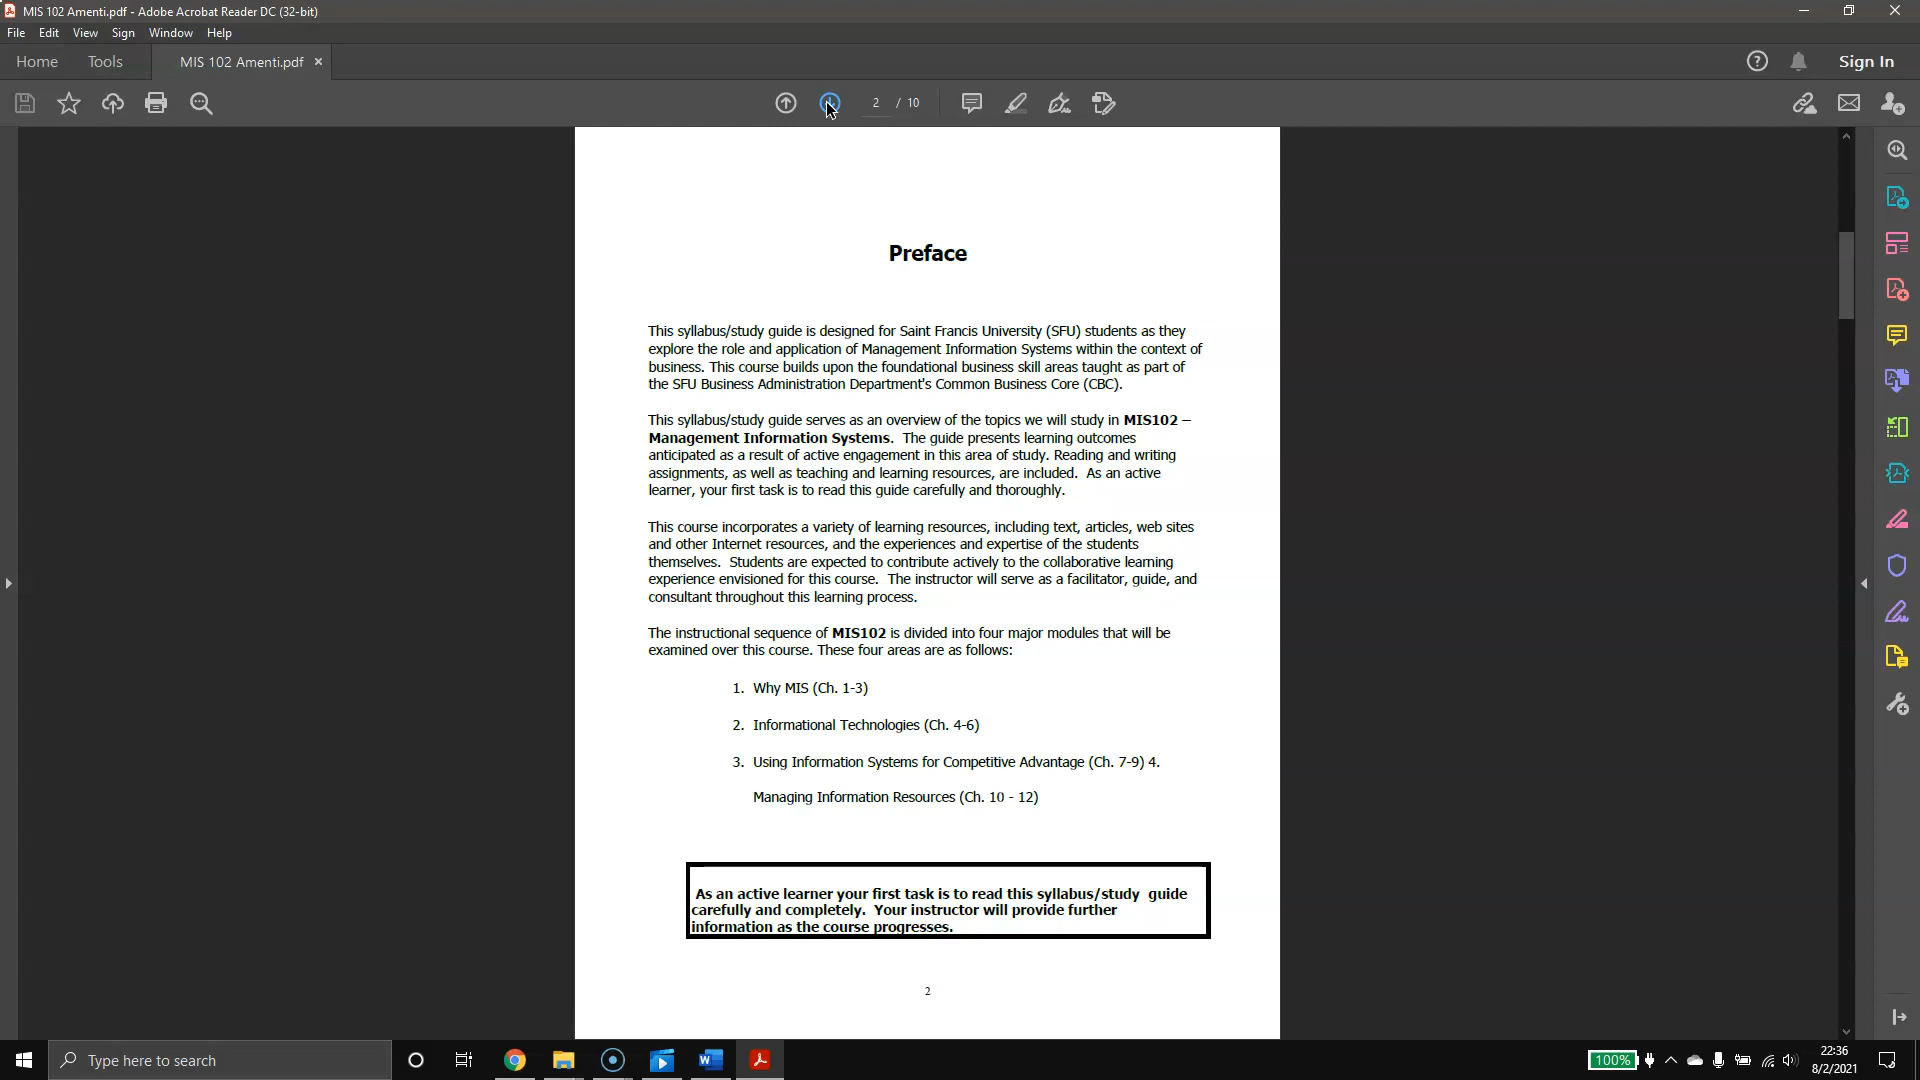 MIS 102 Amenti.pdf - Adobe Acrobat Reader DC (32-bit)
File Edit View Sign Window Help
Home Tools MIS 102 Amenti.pdf × Sign In
2 / 10
Preface
This syllabus/study guide is designed for Saint Francis University (SFU) students as they
explore the role and application of Management Information Systems within the context of
business. This course builds upon the foundational business skill areas taught as part of
the SFU Business Administration Department's Common Business Core (CBC).
This syllabus/study guide serves as an overview of the topics we will study in MIS102 –
Management Information Systems. The guide presents learning outcomes
anticipated as a result of active engagement in this area of study. Reading and writing
assignments, as well as teaching and learning resources, are included. As an active
learner, your first task is to read this guide carefully and thoroughly.
This course incorporates a variety of learning resources, including text, articles, web sites
and other Internet resources, and the experiences and expertise of the students
themselves. Students are expected to contribute actively to the collaborative learning
experience envisioned for this course. The instructor will serve as a facilitator, guide, and
consultant throughout this learning process.
The instructional sequence of MIS102 is divided into four major modules that will be
examined over this course. These four areas are as follows:
1. Why MIS (Ch. 1-3)
2. Informational Technologies (Ch. 4-6)
3. Using Information Systems for Competitive Advantage (Ch. 7-9) 4.
Managing Information Resources (Ch. 10 - 12)
As an active learner your first task is to read this syllabus/study guide
carefully and completely. Your instructor will provide further
information as the course progresses.
2
Type here to search
100%
22:36
8/2/2021